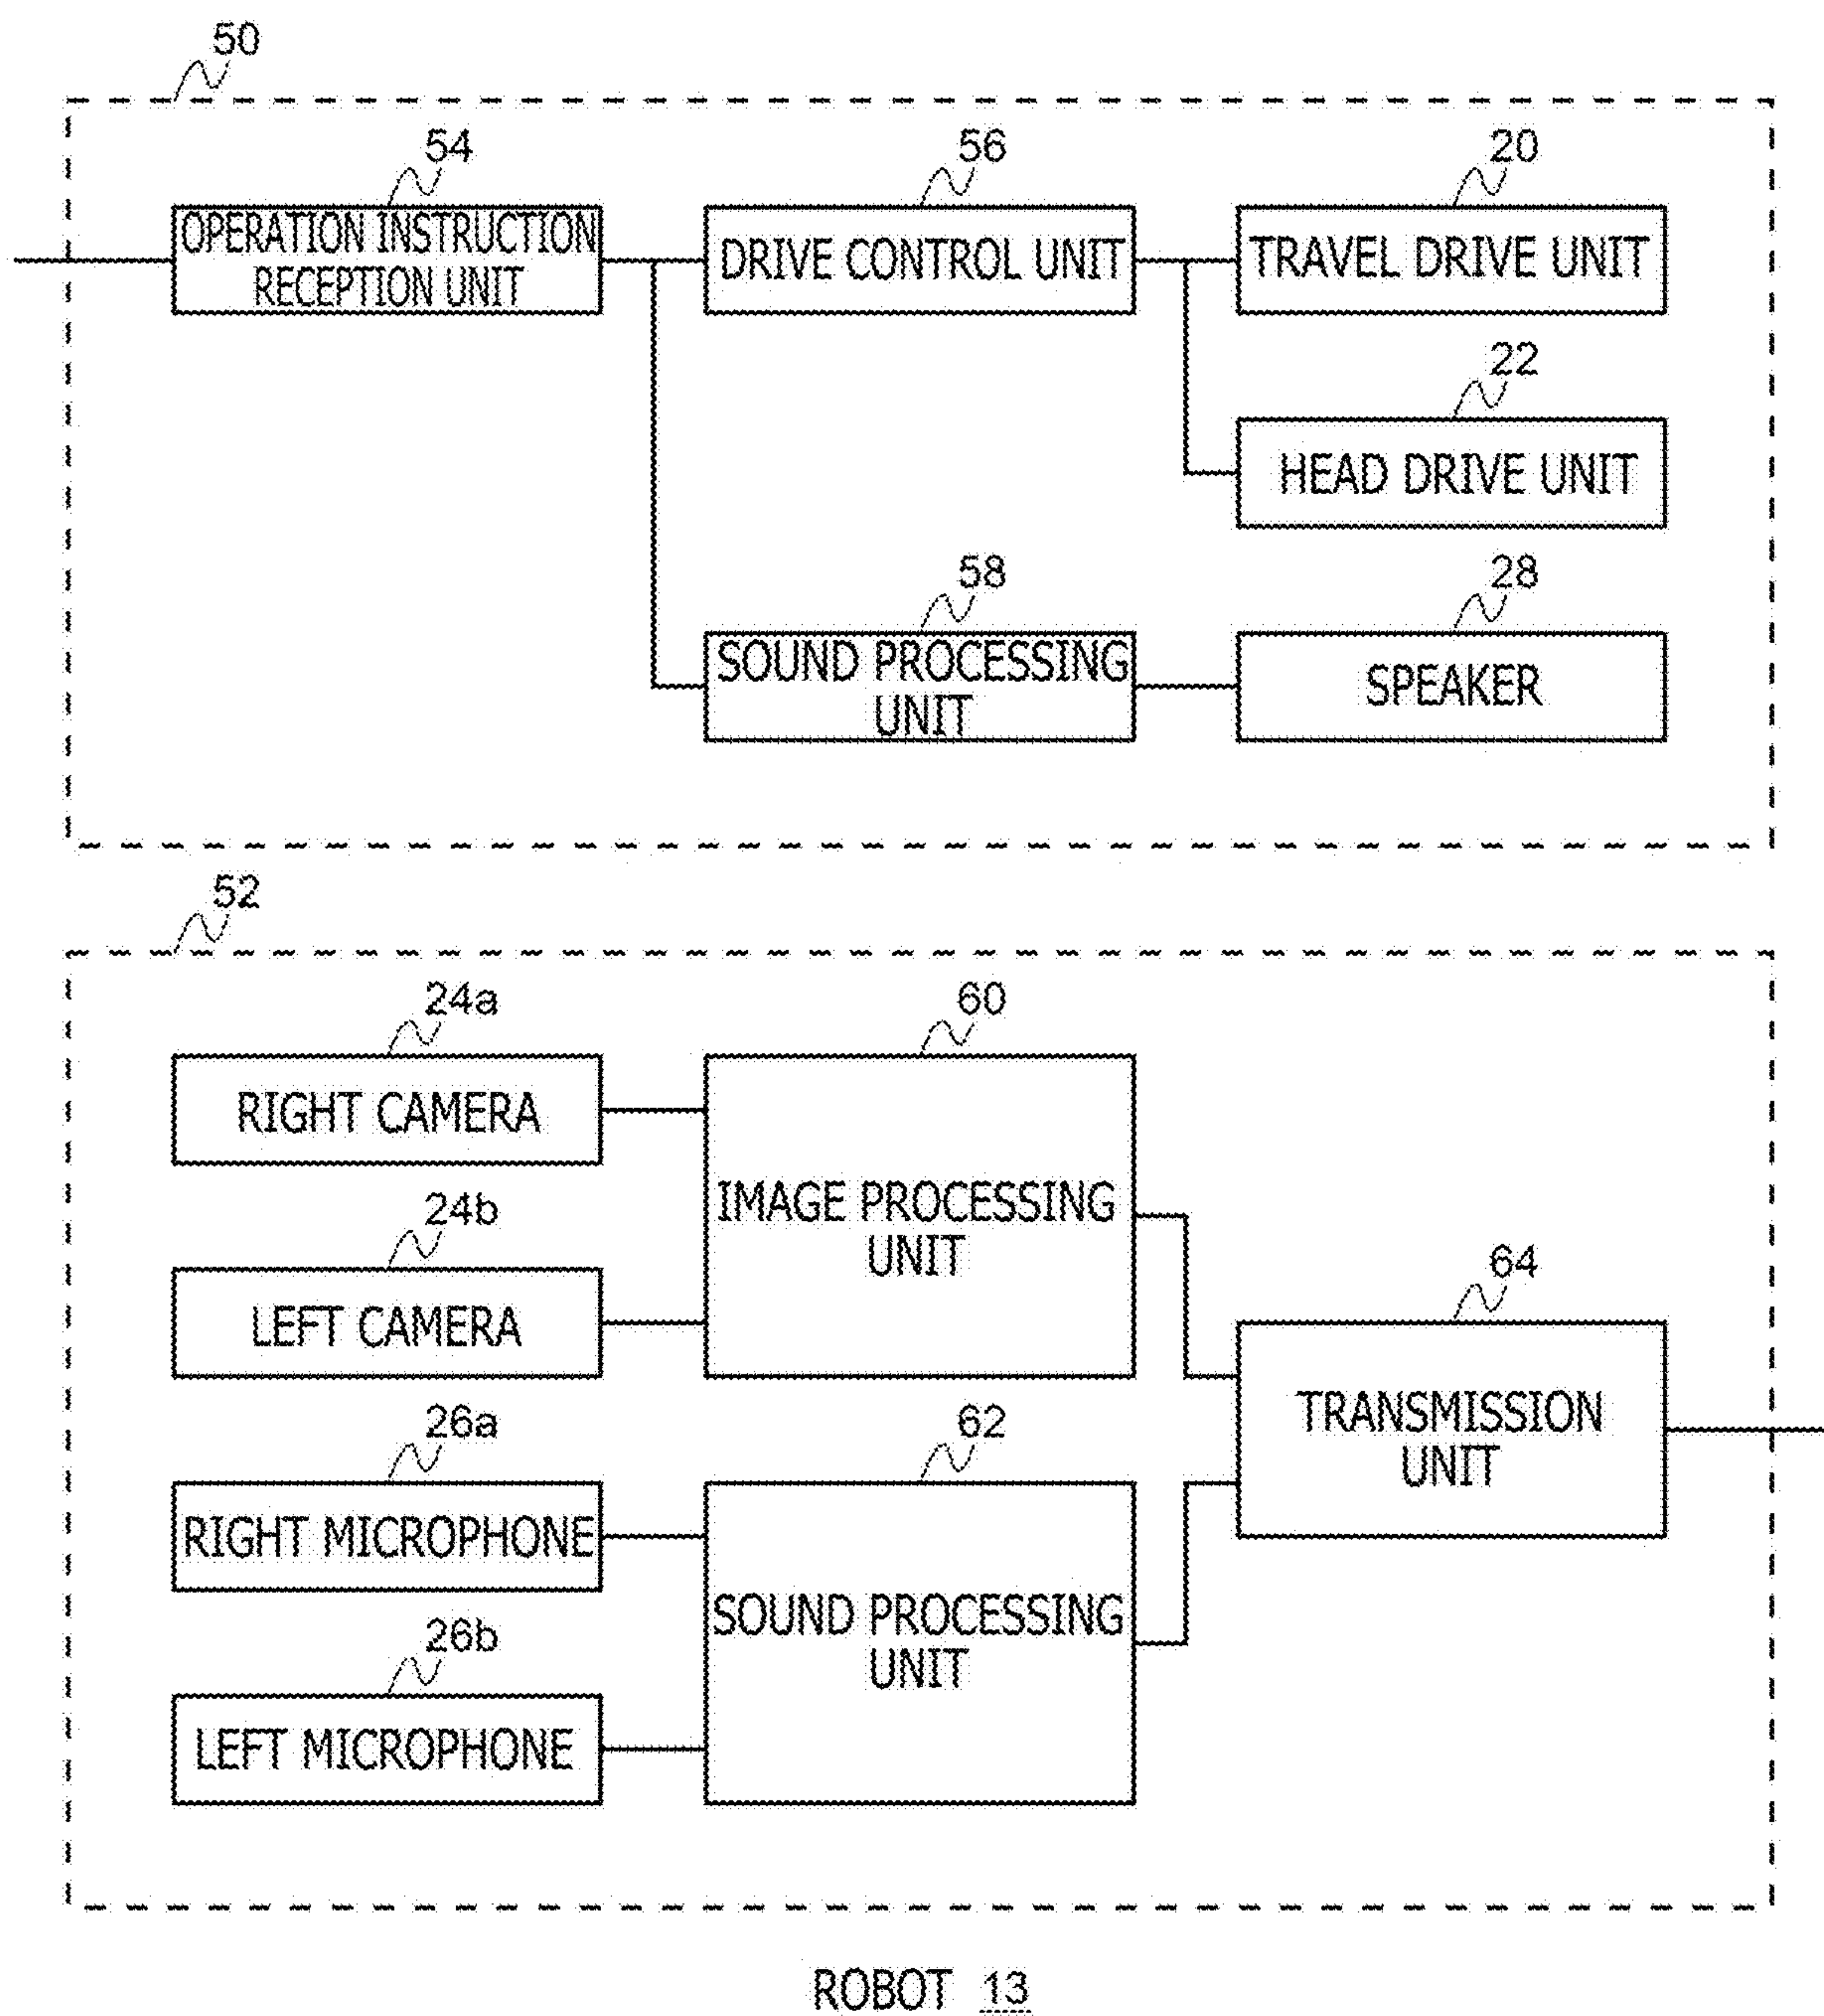 50
54
56
20
OPERATION INSTRUCTION
RECEPTION UNIT
DRIVE CONTROL UNIT
TRAVEL DRIVE UNIT
22
HEAD DRIVE UNIT
58
28
SOUND PROCESSING
UNIT
SPEAKER
52
24a
60
RIGHT CAMERA
IMAGE PROCESSING
UNIT
24b
LEFT CAMERA
64
TRANSMISSION
UNIT
26a
62
RIGHT MICROPHONE
SOUND PROCESSING
UNIT
26b
LEFT MICROPHONE
ROBOT 13